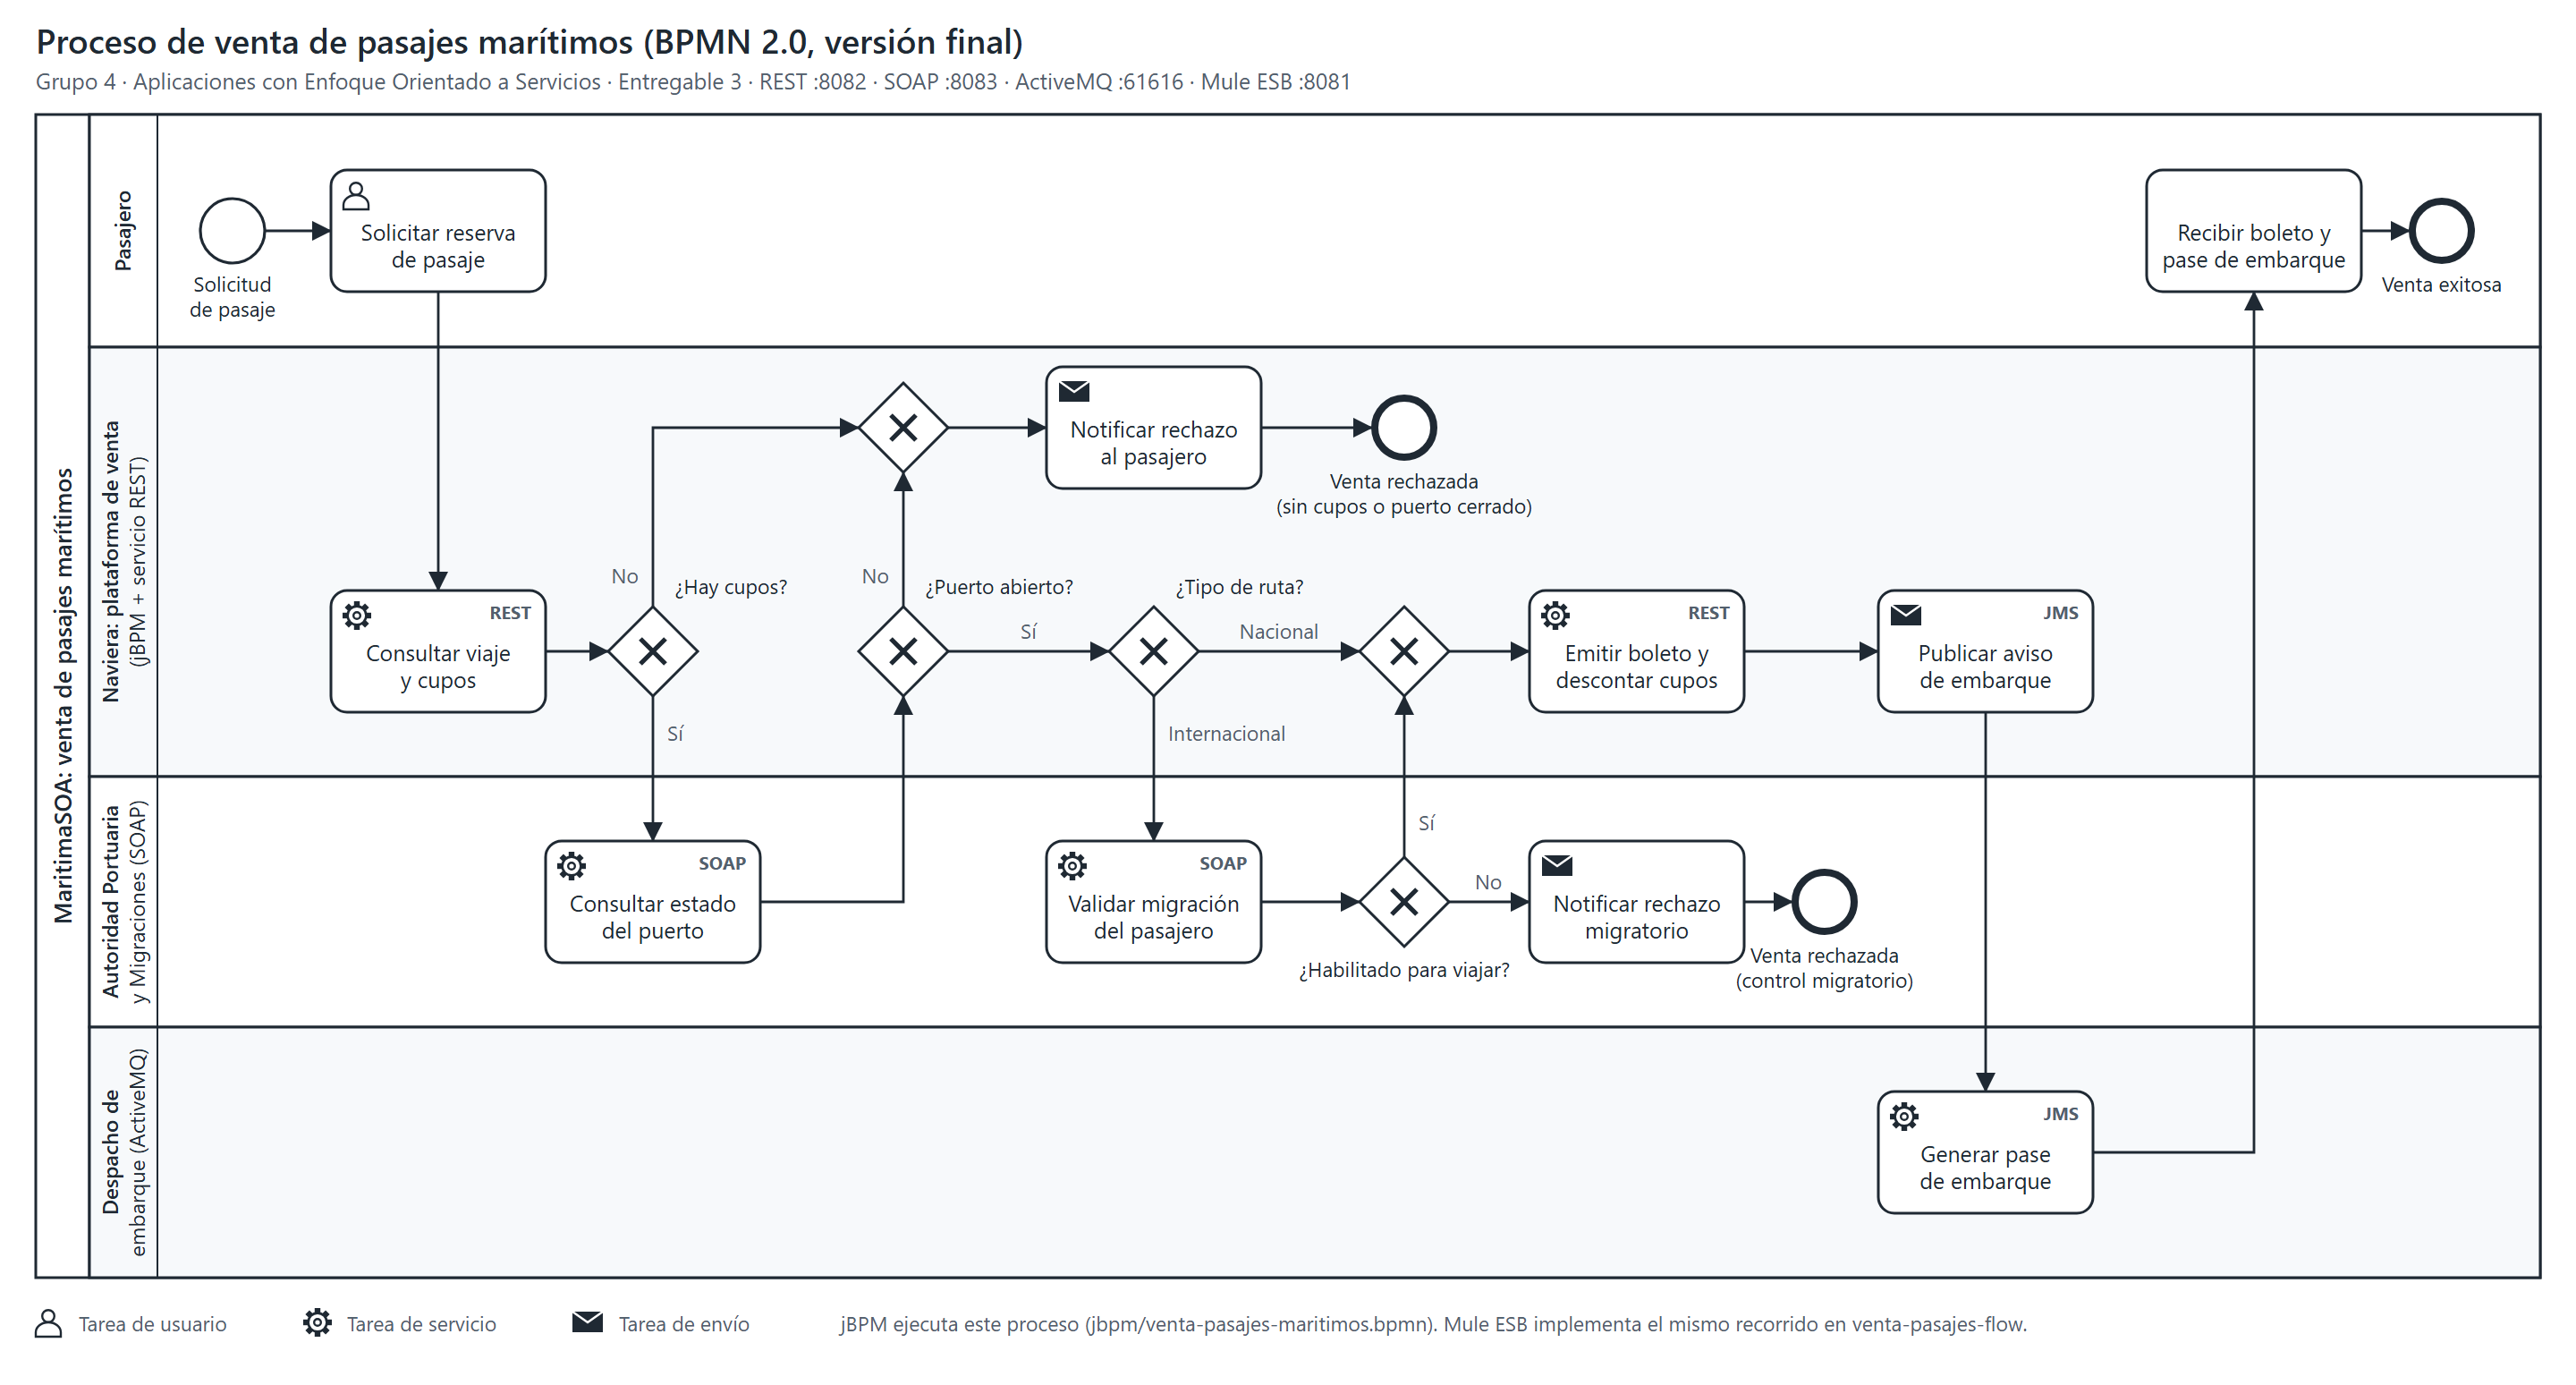 Proceso de venta de pasajes marítimos (BPMN 2.0, versión final)
Grupo 4 · Aplicaciones con Enfoque Orientado a Servicios · Entregable 3 · REST :8082 · SOAP :8083 · ActiveMQ :61616 · Mule ESB :8081
MaritimaSOA: venta de pasajes marítimos
Pasajero
Solicitud
de pasaje
Solicitar reserva
de pasaje
Recibir boleto y
pase de embarque
Venta exitosa
Naviera: plataforma de venta
(jBPM + servicio REST)
Notificar rechazo
al pasajero
Venta rechazada
(sin cupos o puerto cerrado)
REST
Consultar viaje
y cupos
No
¿Hay cupos?
Sí
No
¿Puerto abierto?
Sí
¿Tipo de ruta?
Nacional
Internacional
REST
Emitir boleto y
descontar cupos
JMS
Publicar aviso
de embarque
Autoridad Portuaria
y Migraciones (SOAP)
SOAP
Consultar estado
del puerto
SOAP
Validar migración
del pasajero
Sí
No
¿Habilitado para viajar?
Notificar rechazo
migratorio
Venta rechazada
(control migratorio)
Despacho de
embarque (ActiveMQ)
JMS
Generar pase
de embarque
Tarea de usuario
Tarea de servicio
Tarea de envío
jBPM ejecuta este proceso (jbpm/venta-pasajes-maritimos.bpmn). Mule ESB implementa el mismo recorrido en venta-pasajes-flow.